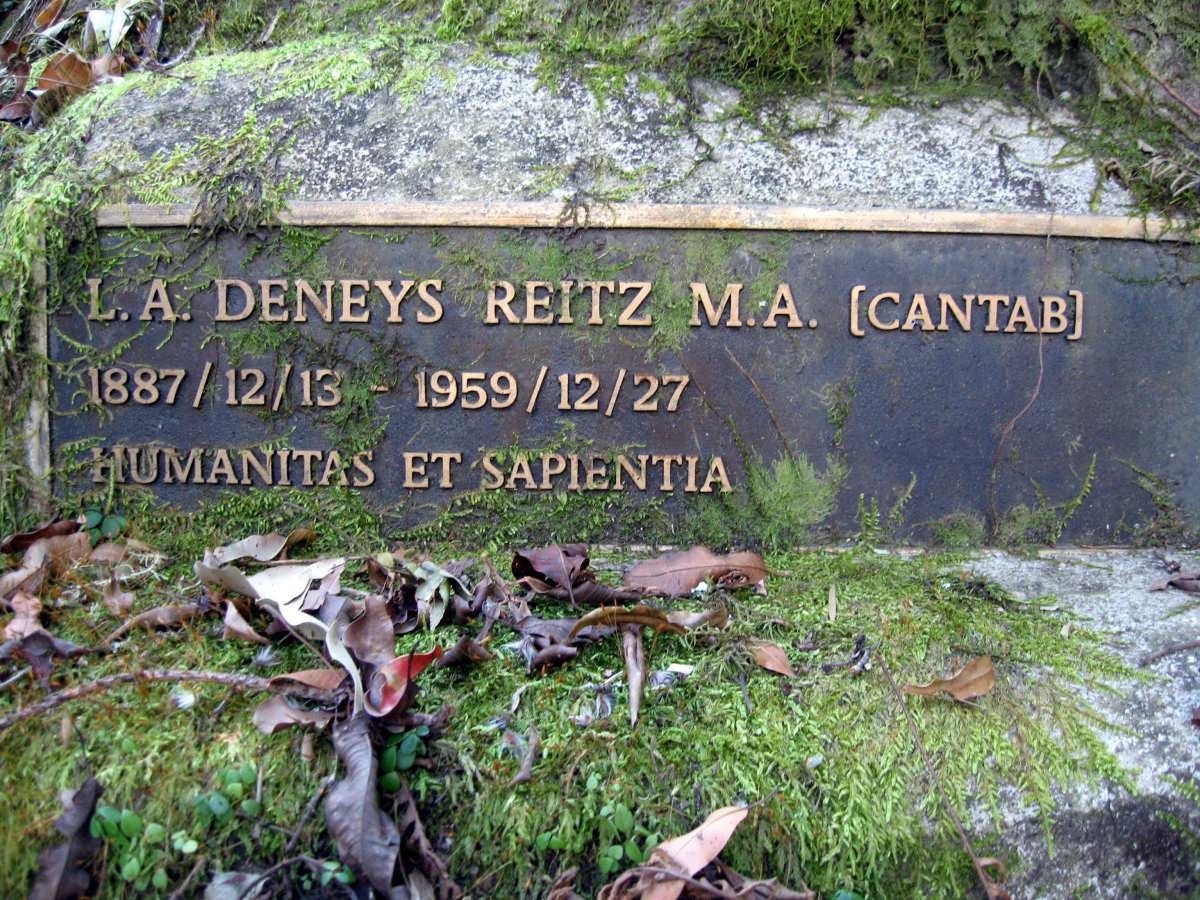 L. A. DENEYS REITZ M.A. [CANTAB]
1887/12/13 - 1959/12/27
HUMANITAS ET SAPIENTIA